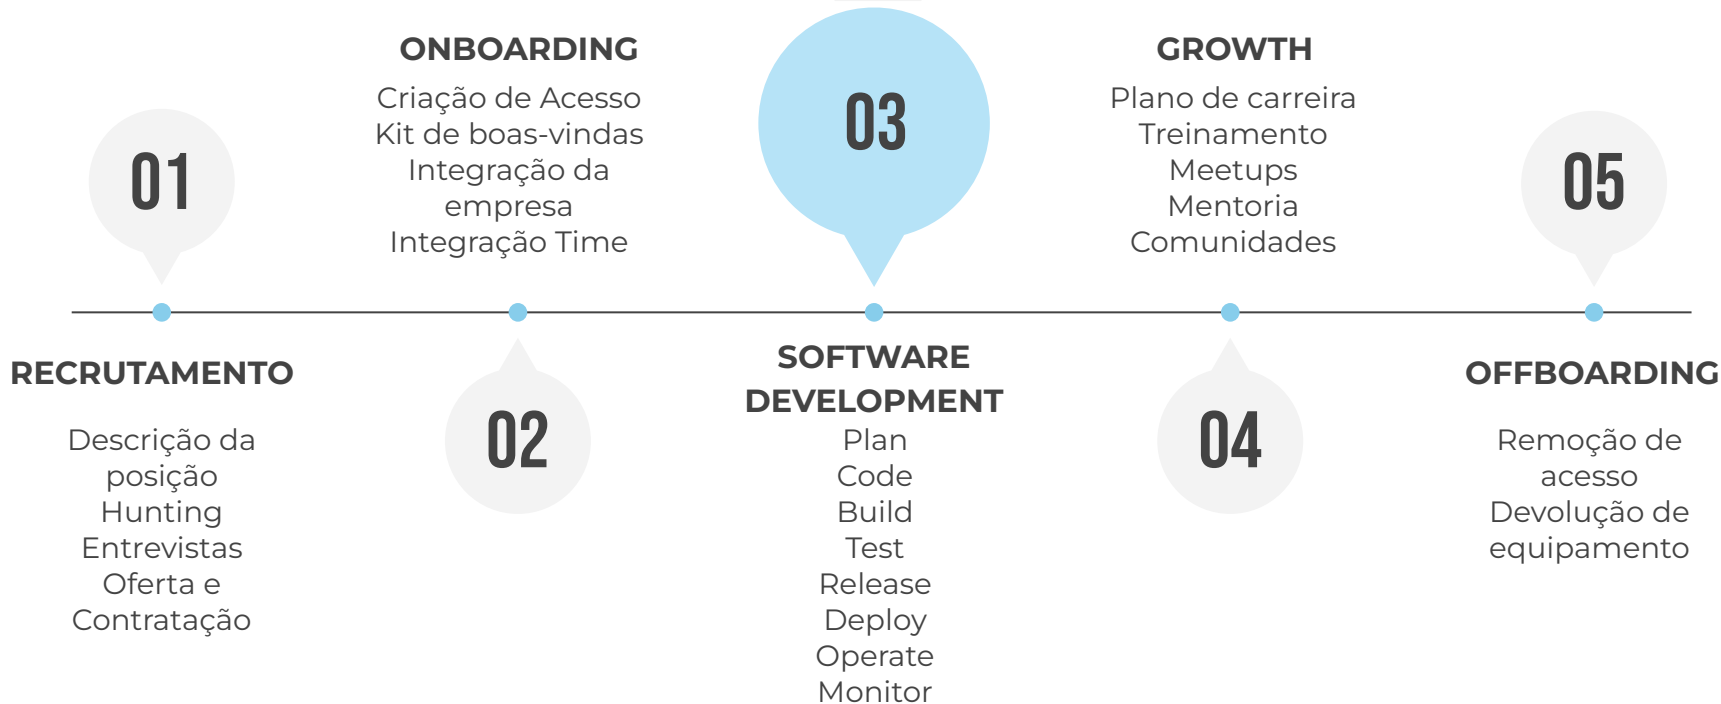 01
RECRUTAMENTO
Descrição da
posição
Hunting
Entrevistas
Oferta e
Contratação
ONBOARDING
Criação de Acesso
Kit de boas-vindas
Integração da
empresa
Integração Time
02
03
SOFTWARE
DEVELOPMENT
Plan
Code
Build
Test
Release
Deploy
Operate
Monitor
GROWTH
Plano de carreira
Treinamento
Meetups
Mentoria
Comunidades
04
05
OFFBOARDING
Remoção de
acesso
Devolução de
equipamento